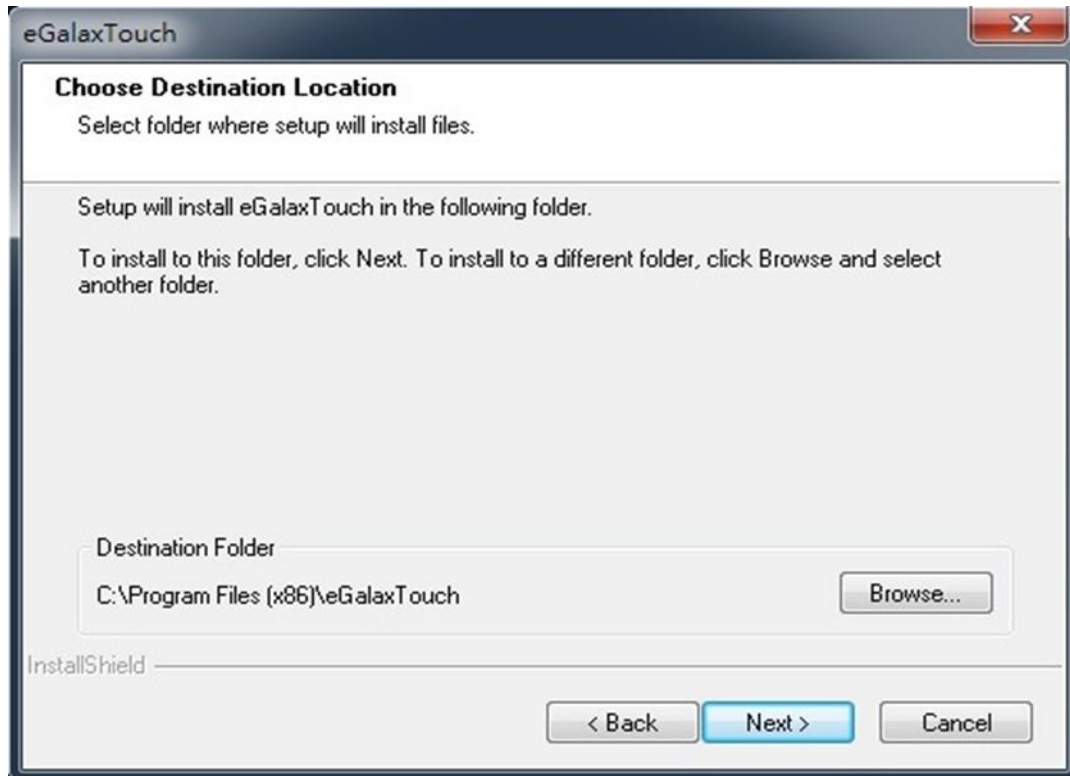 eGalaxTouch
Choose Destination Location
Select folder where setup will install files.
Setup will install eGalaxTouch in the following folder.
To install to this folder, click Next. To install to a different folder, click Browse and select
another folder.
Destination Folder
C:\Program Files (x86)\eGalaxTouch
Browse...
InstallShield
< Back
Next >
Cancel